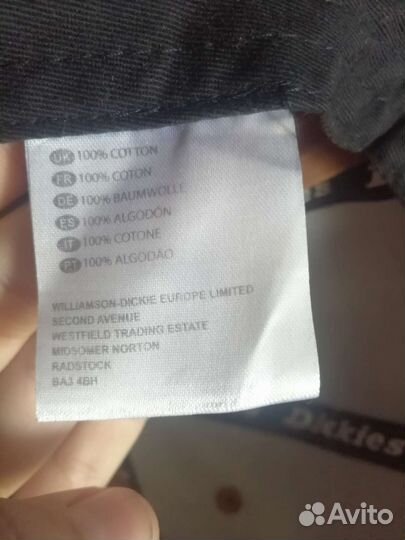 UK 100% COTTON
FR 100% COTON
DE 100% BAUMWOLLE
ES 100% ALGODÓN
IT 100% COTONE
PT 100% ALGODÃO
WILLIAMSON-DICKIE EUROPE LIMITED
SECOND AVENUE
WESTFIELD TRADING ESTATE
MIDSOMER NORTON
RADSTOCK
BA3 4BH
Dickies
Avito